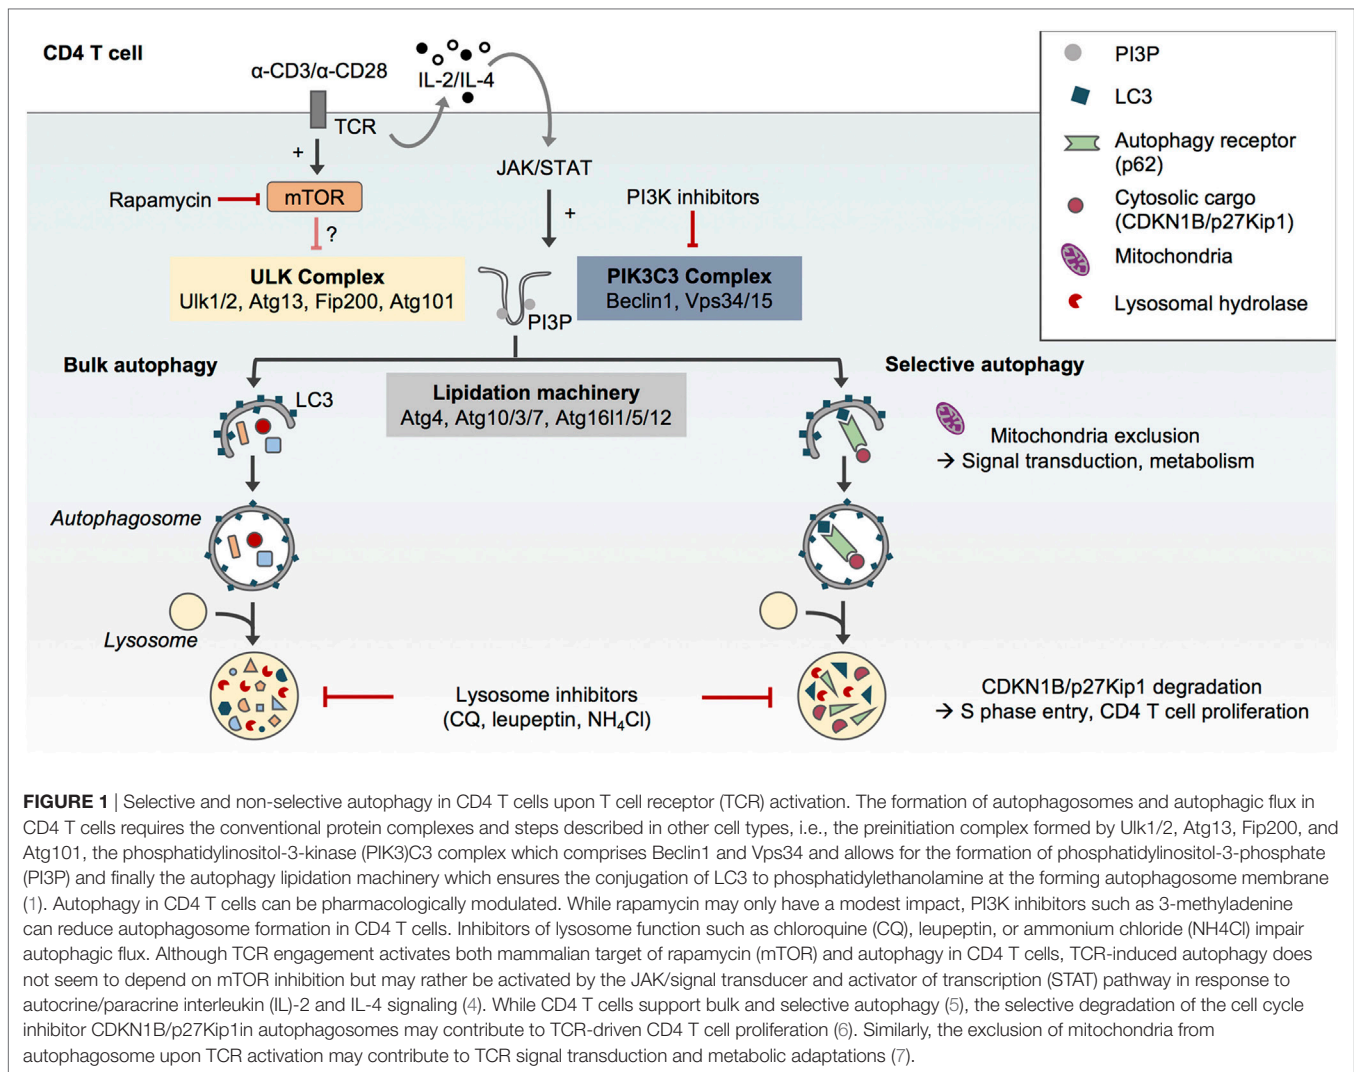 CD4 T cell
α-CD3/α-CD28
IL-2/IL-4
TCR
+
JAK/STAT
Rapamycin
mTOR
+
PI3K inhibitors
?
ULK Complex
Ulk1/2, Atg13, Fip200, Atg101
PIK3C3 Complex
Beclin1, Vps34/15
PI3P
PI3P
LC3
Autophagy receptor
(p62)
Cytosolic cargo
(CDKN1B/p27Kip1)
Mitochondria
Lysosomal hydrolase
Bulk autophagy
Selective autophagy
LC3
Lipidation machinery
Atg4, Atg10/3/7, Atg16l1/5/12
Mitochondria exclusion
→ Signal transduction, metabolism
Autophagosome
Lysosome
Lysosome inhibitors
(CQ, leupeptin, NH₄Cl)
CDKN1B/p27Kip1 degradation
→ S phase entry, CD4 T cell proliferation
FIGURE 1 | Selective and non-selective autophagy in CD4 T cells upon T cell receptor (TCR) activation. The formation of autophagosomes and autophagic flux in
CD4 T cells requires the conventional protein complexes and steps described in other cell types, i.e., the preinitiation complex formed by Ulk1/2, Atg13, Fip200, and
Atg101, the phosphatidylinositol-3-kinase (PIK3)C3 complex which comprises Beclin1 and Vps34 and allows for the formation of phosphatidylinositol-3-phosphate
(PI3P) and finally the autophagy lipidation machinery which ensures the conjugation of LC3 to phosphatidylethanolamine at the forming autophagosome membrane
(1). Autophagy in CD4 T cells can be pharmacologically modulated. While rapamycin may only have a modest impact, PI3K inhibitors such as 3-methyladenine
can reduce autophagosome formation in CD4 T cells. Inhibitors of lysosome function such as chloroquine (CQ), leupeptin, or ammonium chloride (NH4Cl) impair
autophagic flux. Although TCR engagement activates both mammalian target of rapamycin (mTOR) and autophagy in CD4 T cells, TCR-induced autophagy does
not seem to depend on mTOR inhibition but may rather be activated by the JAK/signal transducer and activator of transcription (STAT) pathway in response to
autocrine/paracrine interleukin (IL)-2 and IL-4 signaling (4). While CD4 T cells support bulk and selective autophagy (5), the selective degradation of the cell cycle
inhibitor CDKN1B/p27Kip1in autophagosomes may contribute to TCR-driven CD4 T cell proliferation (6). Similarly, the exclusion of mitochondria from
autophagosome upon TCR activation may contribute to TCR signal transduction and metabolic adaptations (7).